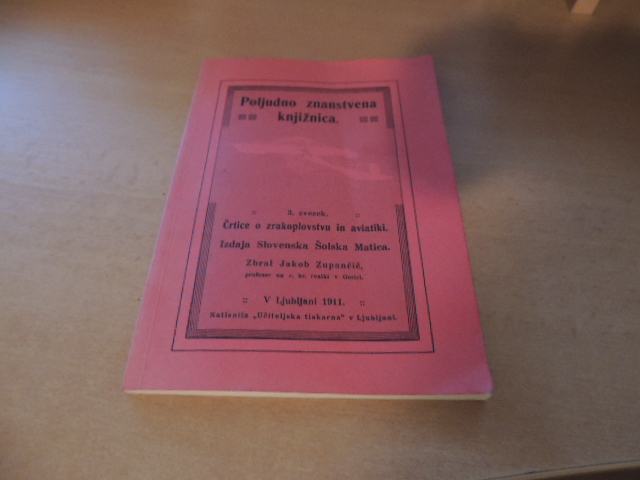 Poljudno znanstvena
knjižnica.
3. zvezek.
Črtice o zrakoplovstvu in aviatiki.
Izdaja Slovenska Šolska Matica.
Zbral Jakob Zupančič,
profesor na c. kr. realki v Gorici.
V Ljubljani 1911.
Natisnila „Učiteljska tiskarna“ v Ljubljani.